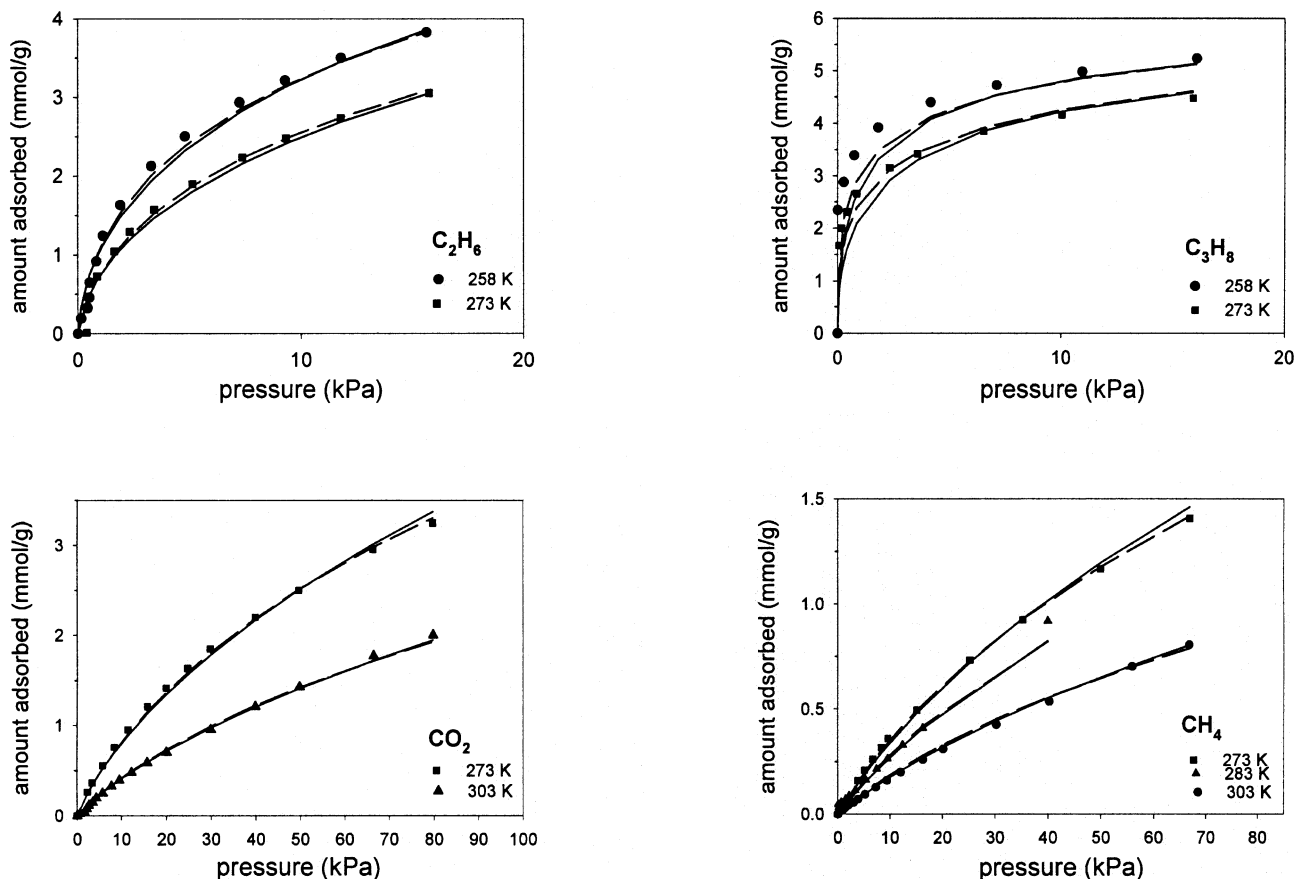 amount adsorbed (mmol/g)
4
3
2
1
0
C₂H₆
258 K
273 K
0
10
20
pressure (kPa)
amount adsorbed (mmol/g)
6
5
4
3
2
1
0
C₃H₈
258 K
273 K
0
10
20
pressure (kPa)
amount adsorbed (mmol/g)
3
2
1
0
CO₂
273 K
303 K
0 10 20 30 40 50 60 70 80 90 100
pressure (kPa)
amount adsorbed (mmol/g)
1.5
1.0
0.5
0.0
CH₄
273 K
283 K
303 K
0 10 20 30 40 50 60 70 80
pressure (kPa)